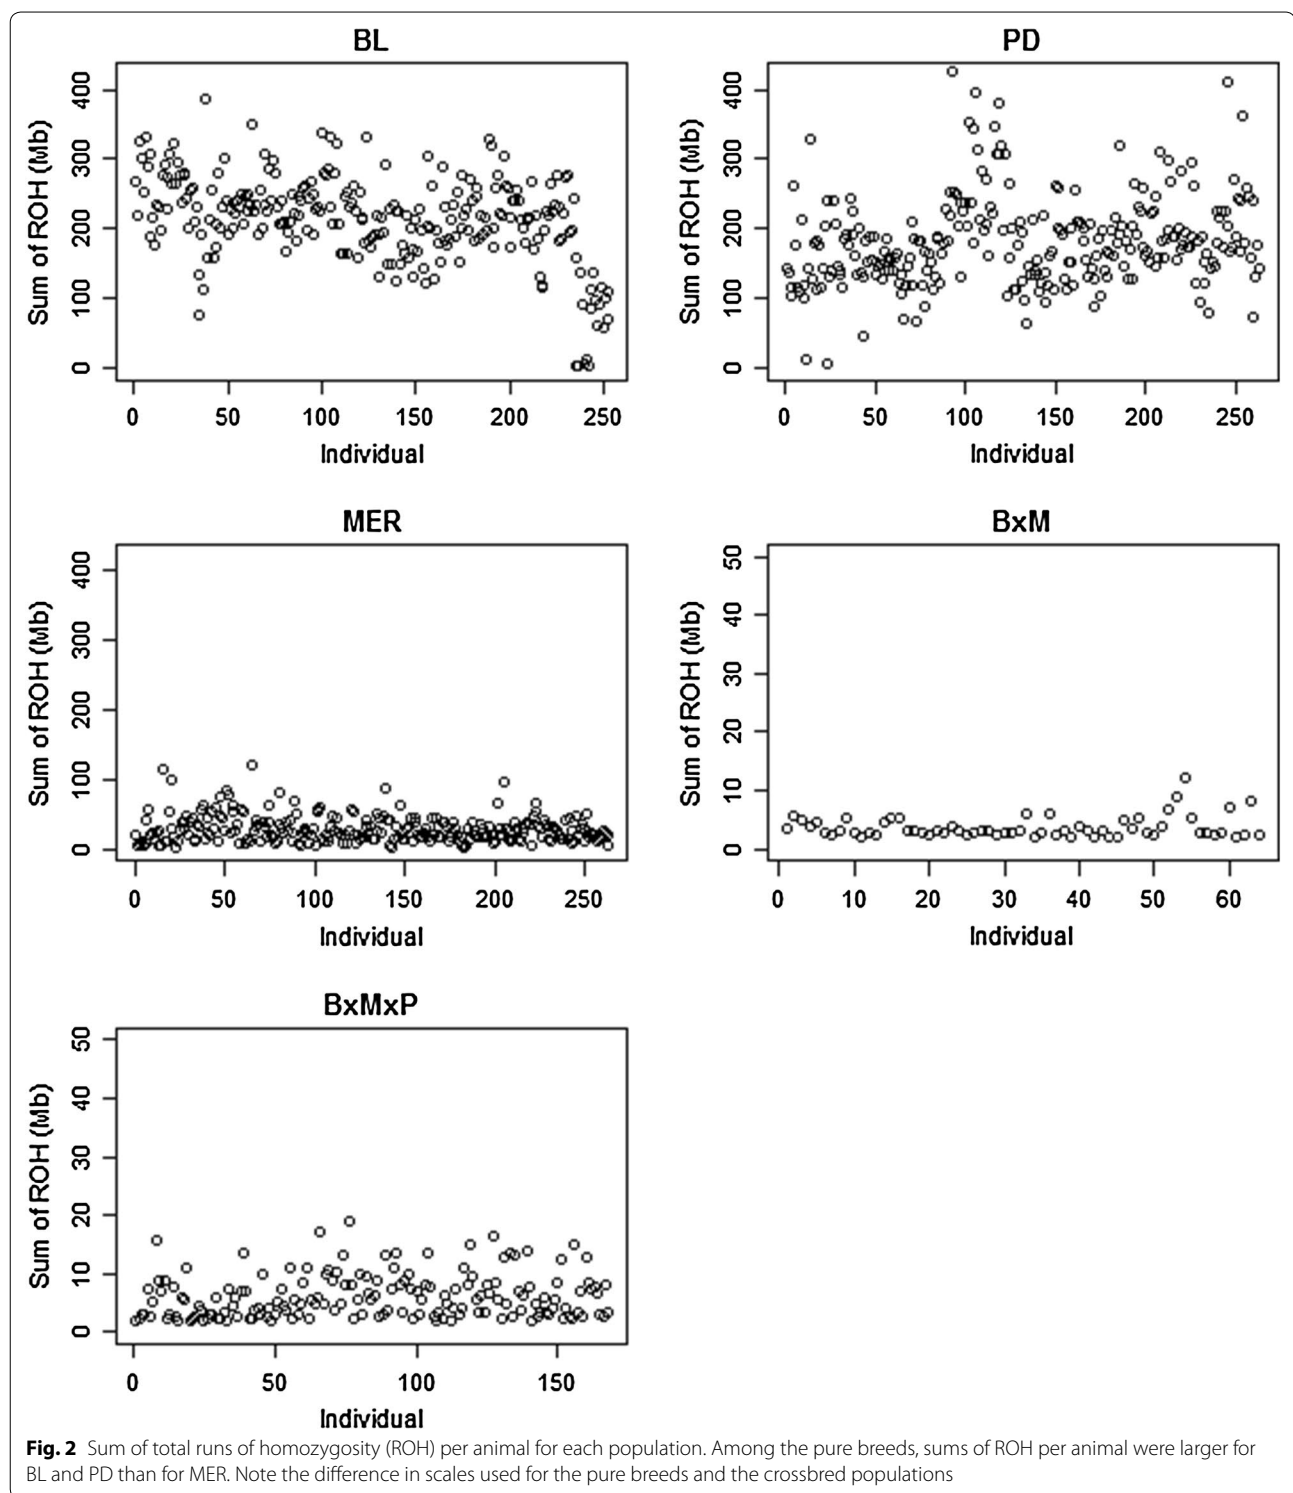 BL
Sum of ROH (Mb)
400
300
200
100
0
0 50 100 150 200 250
Individual
PD
Sum of ROH (Mb)
400
300
200
100
0
0 50 100 150 200 250
Individual
MER
Sum of ROH (Mb)
400
300
200
100
0
0 50 100 150 200 250
Individual
BxM
Sum of ROH (Mb)
50
40
30
20
10
0
0 10 20 30 40 50 60
Individual
BxMxP
Sum of ROH (Mb)
50
40
30
20
10
0
0 50 100 150
Individual
Fig. 2 Sum of total runs of homozygosity (ROH) per animal for each population. Among the pure breeds, sums of ROH per animal were larger for
BL and PD than for MER. Note the difference in scales used for the pure breeds and the crossbred populations